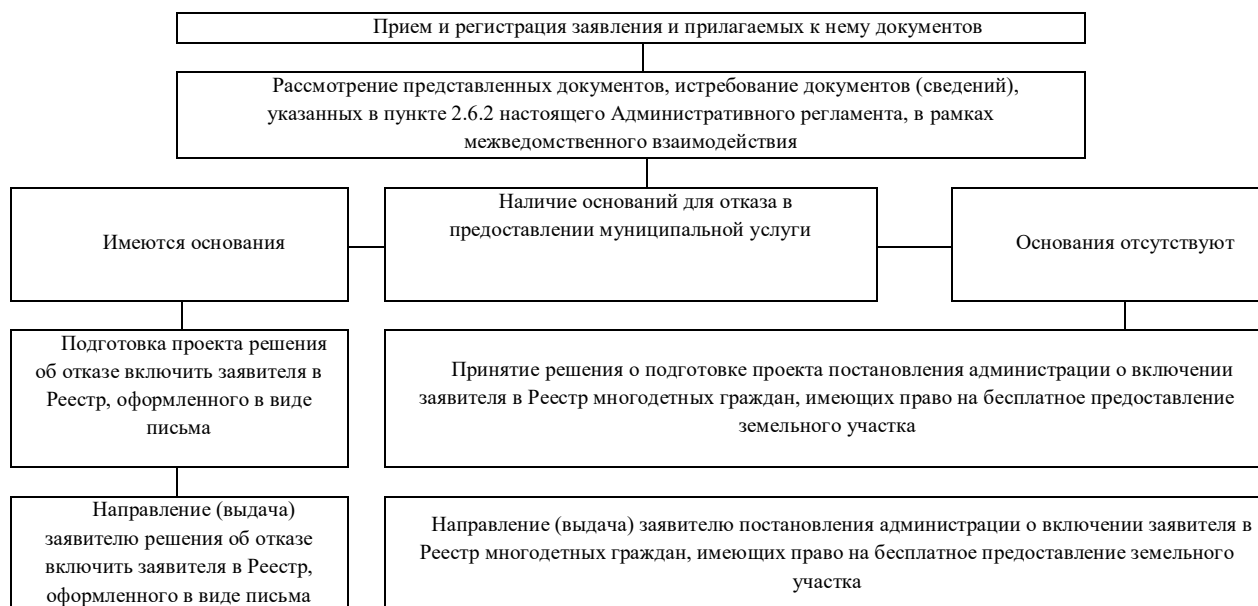 Прием и регистрация заявления и прилагаемых к нему документов
Рассмотрение представленных документов, истребование документов (сведений),
указанных в пункте 2.6.2 настоящего Административного регламента, в рамках
межведомственного взаимодействия
Имеются основания
Наличие оснований для отказа в
предоставлении муниципальной услуги
Основания отсутствуют
Подготовка проекта решения
об отказе включить заявителя в
Реестр, оформленного в виде
письма
Принятие решения о подготовке проекта постановления администрации о включении
заявителя в Реестр многодетных граждан, имеющих право на бесплатное предоставление
земельного участка
Направление (выдача)
заявителю решения об отказе
включить заявителя в Реестр,
оформленного в виде письма
Направление (выдача) заявителю постановления администрации о включении заявителя в
Реестр многодетных граждан, имеющих право на бесплатное предоставление земельного
участка